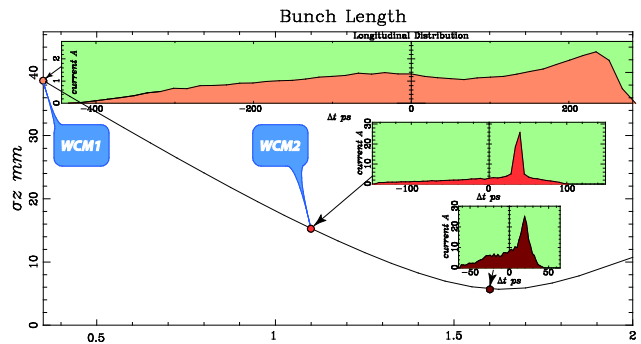 Bunch Length
Longitudinal Distribution
current A
0 1 2
-400 -200 0 200
Δt ps
WCM1
WCM2
current A
0 10 20 30
-100 0 100
Δt ps
current A
0 10 20 30
-50 0 50
Δt ps
σz mm
0 10 20 30 40
0.5 1 1.5 2